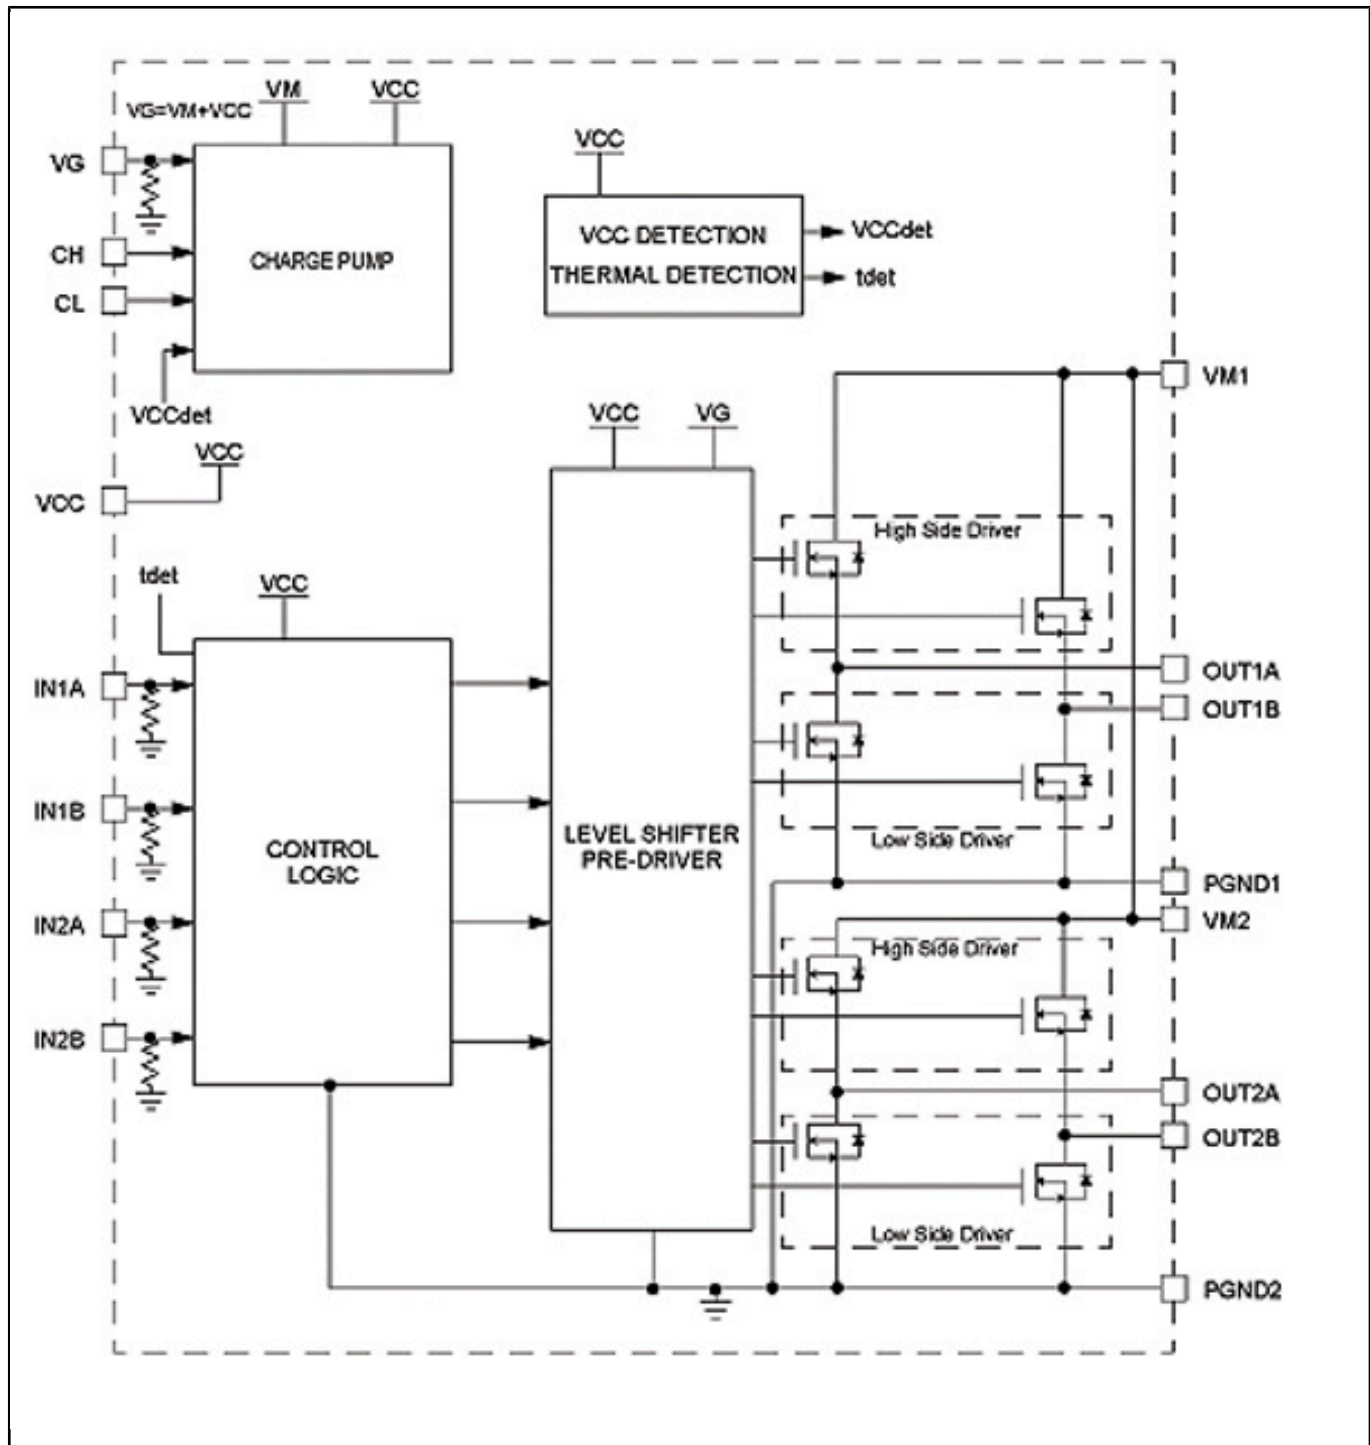 VG=VM+VCC
VM
VCC
VG
CH
CL
CHARGE PUMP
VCCdet
VCC
VCC DETECTION
THERMAL DETECTION
VCCdet
tdet
VCC
VCC
tdet
VCC
IN1A
IN1B
IN2A
IN2B
CONTROL
LOGIC
VCC
VG
LEVEL SHIFTER
PRE-DRIVER
High Side Driver
Low Side Driver
High Side Driver
Low Side Driver
VM1
OUT1A
OUT1B
PGND1
VM2
OUT2A
OUT2B
PGND2